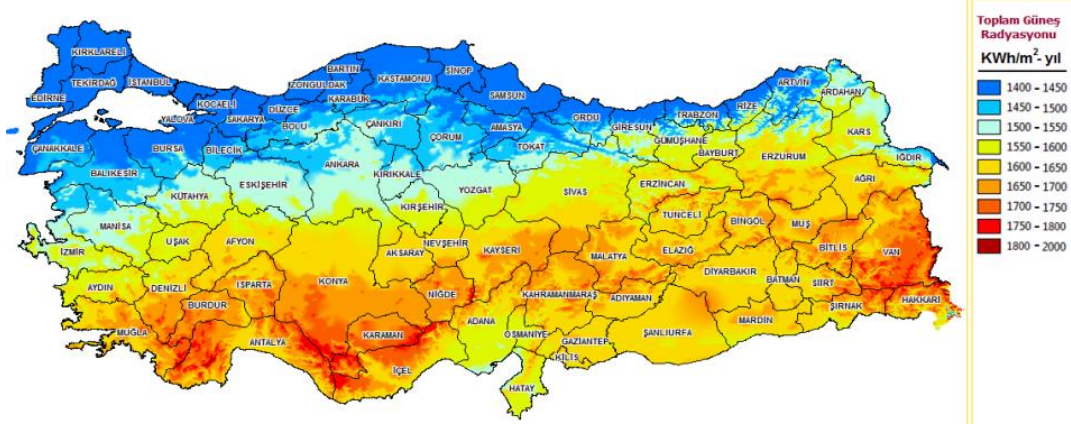 Toplam Güneş
Radyasyonu
KWh/m²- yıl
1400 - 1450
1450 - 1500
1500 - 1550
1550 - 1600
1600 - 1650
1650 - 1700
1700 - 1750
1750 - 1800
1800 - 2000
KIRKLARELİ
TEKİRDAĞ
İSTANBUL
EDİRNE
KOCAELİ
YALOVA
SAKARYA
DÜZCE
ZONGULDAK
BARTIN
KARABÜK
KASTAMONU
SİNOP
SAMSUN
ORDU
GİRESUN
TRABZON
RİZE
ARTVİN
ARDAHAN
ÇANAKKALE
BURSA
BİLECİK
BOLU
ÇANKIRI
ÇORUM
AMASYA
TOKAT
GÜMÜŞHANE
BAYBURT
ERZURUM
KARS
IĞDIR
BALIKESİR
KÜTAHYA
ESKİŞEHİR
ANKARA
KIRIKKALE
YOZGAT
SİVAS
ERZİNCAN
AĞRI
MANİSA
UŞAK
AFYON
KIRŞEHİR
NEVŞEHİR
AKSARAY
KAYSERİ
MALATYA
TUNCELİ
ELAZIĞ
BİNGÖL
MUŞ
BİTLİS
VAN
İZMİR
AYDIN
DENİZLİ
ISPARTA
BURDUR
KONYA
NİĞDE
KAHRAMANMARAŞ
ADIYAMAN
DİYARBAKIR
BATMAN
SİİRT
ŞIRNAK
HAKKARİ
MUĞLA
ANTALYA
KARAMAN
İÇEL
ADANA
OSMANİYE
GAZİANTEP
KİLİS
ŞANLIURFA
MARDİN
HATAY